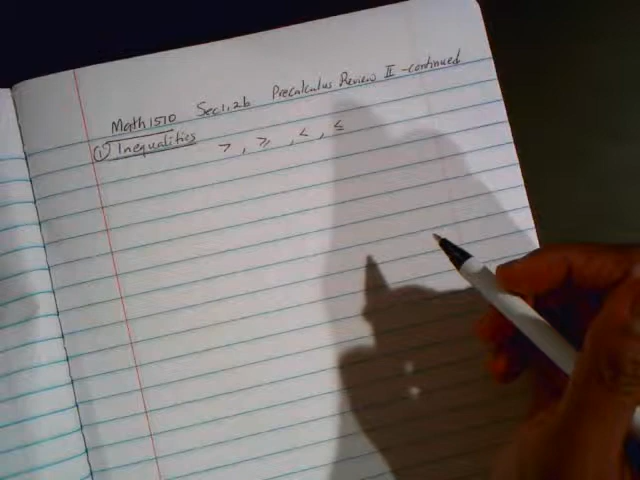 Math 1510 Sec 1.2b Precalculus Review II - continued
① Inequalities > , ≥ , < , ≤